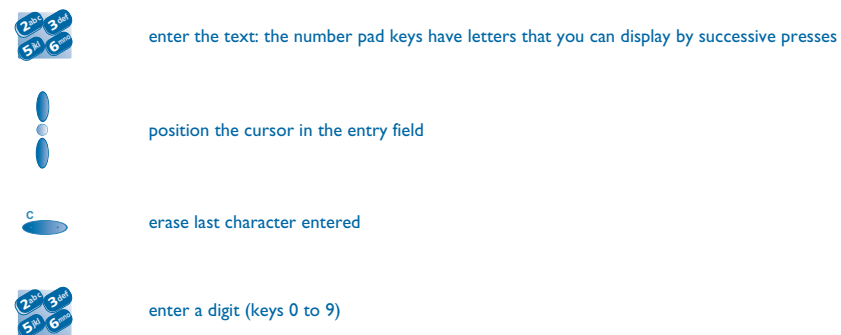 2abc 3def
5jkl 6mno
enter the text: the number pad keys have letters that you can display by successive presses
position the cursor in the entry field
C
erase last character entered
2abc 3def
5jkl 6mno
enter a digit (keys 0 to 9)